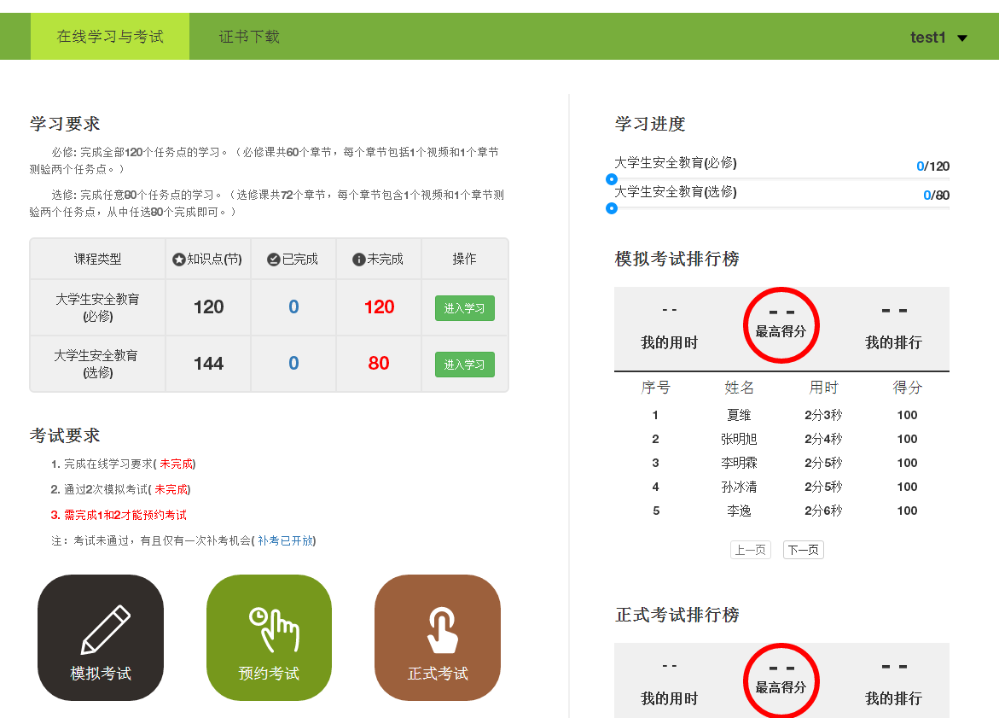 在线学习与考试 证书下载 test1
学习要求
必修: 完成全部120个任务点的学习。（必修课共60个章节，每个章节包括1个视频和1个章节
测验两个任务点。）
选修: 完成任意80个任务点的学习。（选修课共72个章节，每个章节包含1个视频和1个章节测
验两个任务点，从中任选80个完成即可。）
课程类型 知识点(节) 已完成 未完成 操作
大学生安全教育
(必修)
120 0 120 进入学习
大学生安全教育
(选修)
144 0 80 进入学习
考试要求
1. 完成在线学习要求( 未完成)
2. 通过2次模拟考试( 未完成)
3. 需完成1和2才能预约考试
注：考试未通过，有且仅有一次补考机会( 补考已开放)
模拟考试 预约考试 正式考试
学习进度
大学生安全教育(必修) 0/120
大学生安全教育(选修) 0/80
模拟考试排行榜
-- -- --
我的用时 最高得分 我的排行
序号 姓名 用时 得分
1 夏维 2分3秒 100
2 张明旭 2分4秒 100
3 李明霖 2分5秒 100
4 孙冰清 2分5秒 100
5 李逸 2分6秒 100
上一页 下一页
正式考试排行榜
-- -- --
我的用时 最高得分 我的排行